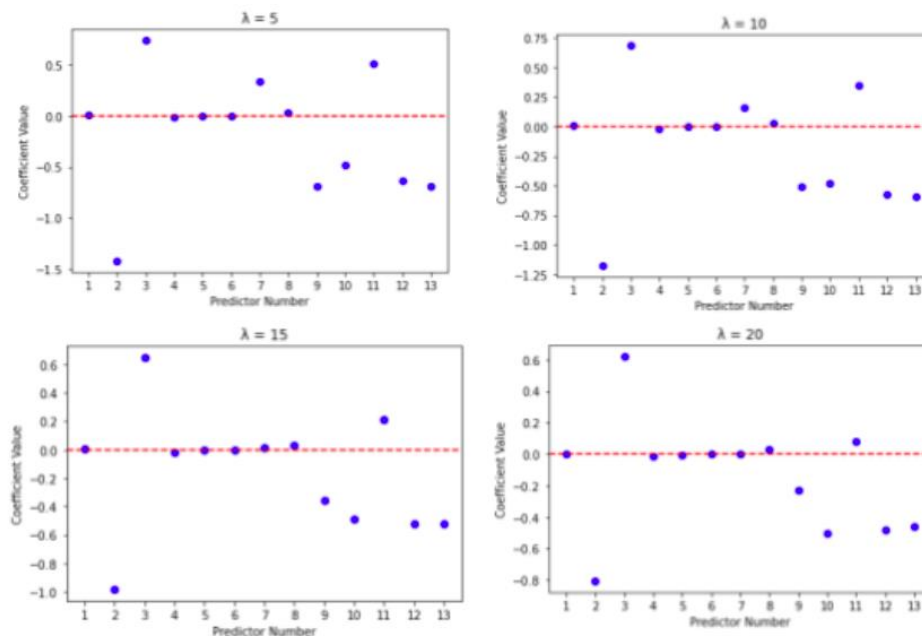 λ = 5
0.5
0.0
−0.5
−1.0
−1.5
Coefficient Value
1 2 3 4 5 6 7 8 9 10 11 12 13
Predictor Number
λ = 10
0.75
0.50
0.25
0.00
−0.25
−0.50
−0.75
−1.00
−1.25
Coefficient Value
1 2 3 4 5 6 7 8 9 10 11 12 13
Predictor Number
λ = 15
0.6
0.4
0.2
0.0
−0.2
−0.4
−0.6
−0.8
−1.0
Coefficient Value
1 2 3 4 5 6 7 8 9 10 11 12 13
Predictor Number
λ = 20
0.6
0.4
0.2
0.0
−0.2
−0.4
−0.6
−0.8
Coefficient Value
1 2 3 4 5 6 7 8 9 10 11 12 13
Predictor Number